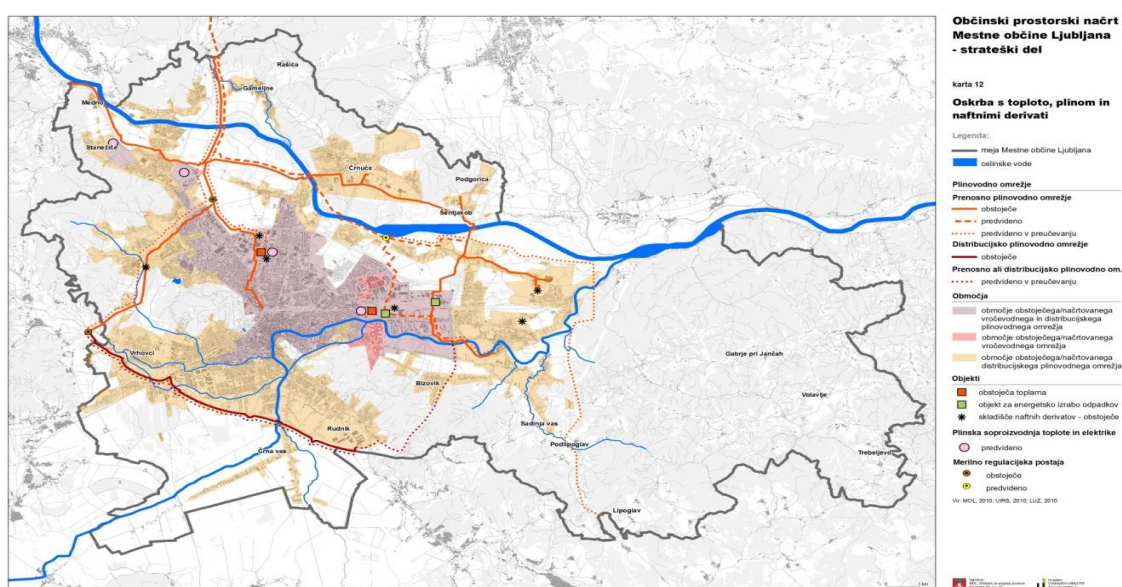 Občinski prostorski načrt
Mestne občine Ljubljana
- strateški del
karta 12
Oskrba s toploto, plinom in
naftnimi derivati
Legenda:
meja Mestne občine Ljubljana
celinske vode
Plinovodno omrežje
Prenosno plinovodno omrežje
obstoječe
predvideno
predvideno v preučevanju
Distribucijsko plinovodno omrežje
obstoječe
Prenosno ali distribucijsko plinovodno om.
predvideno v preučevanju
Območja
območje obstoječega/načrtovanega
vročevodnega in distribucijskega
plinovodnega omrežja
območje obstoječega/načrtovanega
vročevodnega omrežja
območje obstoječega/načrtovanega
distribucijskega plinovodnega omrežja
Objekti
obstoječa toplarna
objekt za energetsko izrabo odpadkov
skladišče naftnih derivatov - obstoječe
Plinska soproizvodnja toplote in elektrike
predvideno
Merilno regulacijska postaja
obstoječe
predvideno
Vir: MOL, 2010; UIRS, 2010; LUZ, 2010
Rašica
Gameljne
Medno
Stanežiče
Črnuče
Podgorica
Šentjakob
Vrhovci
Bizovik
Rudnik
Črna vas
Sadinja vas
Podlipoglav
Lipoglav
Gabrje pri Jančah
Volavlje
Trebeljevo
1 km